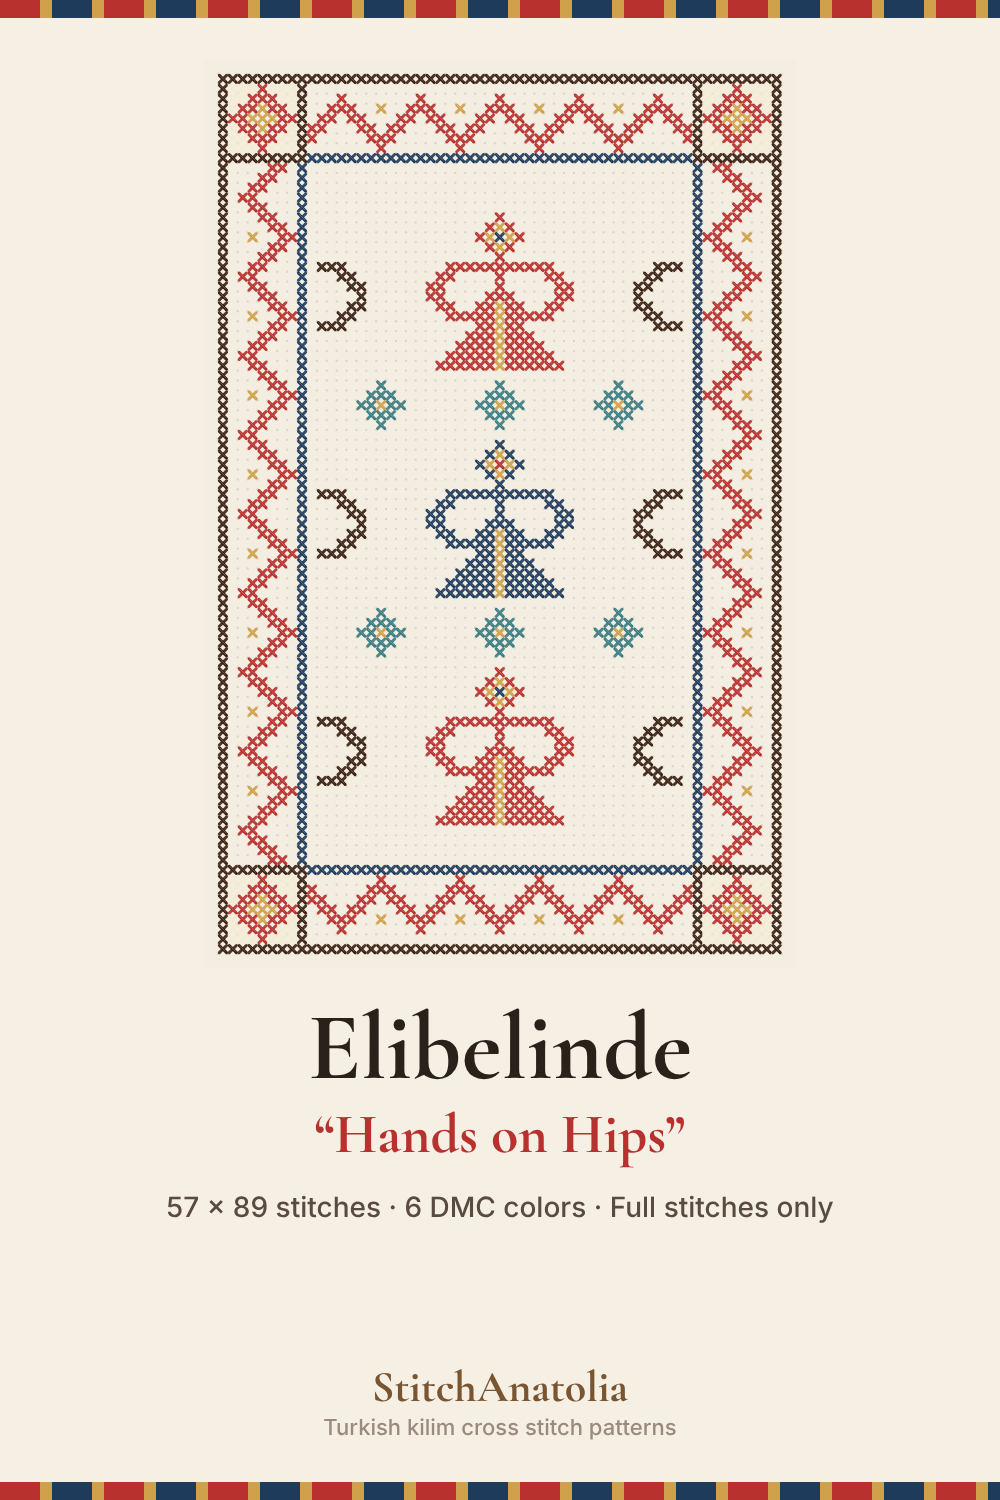 Elibelinde
“Hands on Hips”
57 × 89 stitches · 6 DMC colors · Full stitches only
StitchAnatolia
Turkish kilim cross stitch patterns